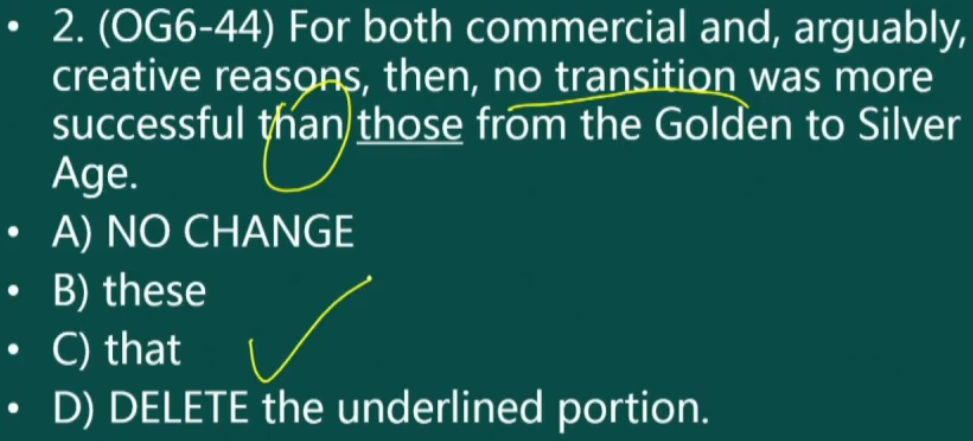 • 2. (OG6-44) For both commercial and, arguably,
creative reasons, then, no transition was more
successful than those from the Golden to Silver
Age.
• A) NO CHANGE
• B) these
• C) that
• D) DELETE the underlined portion.